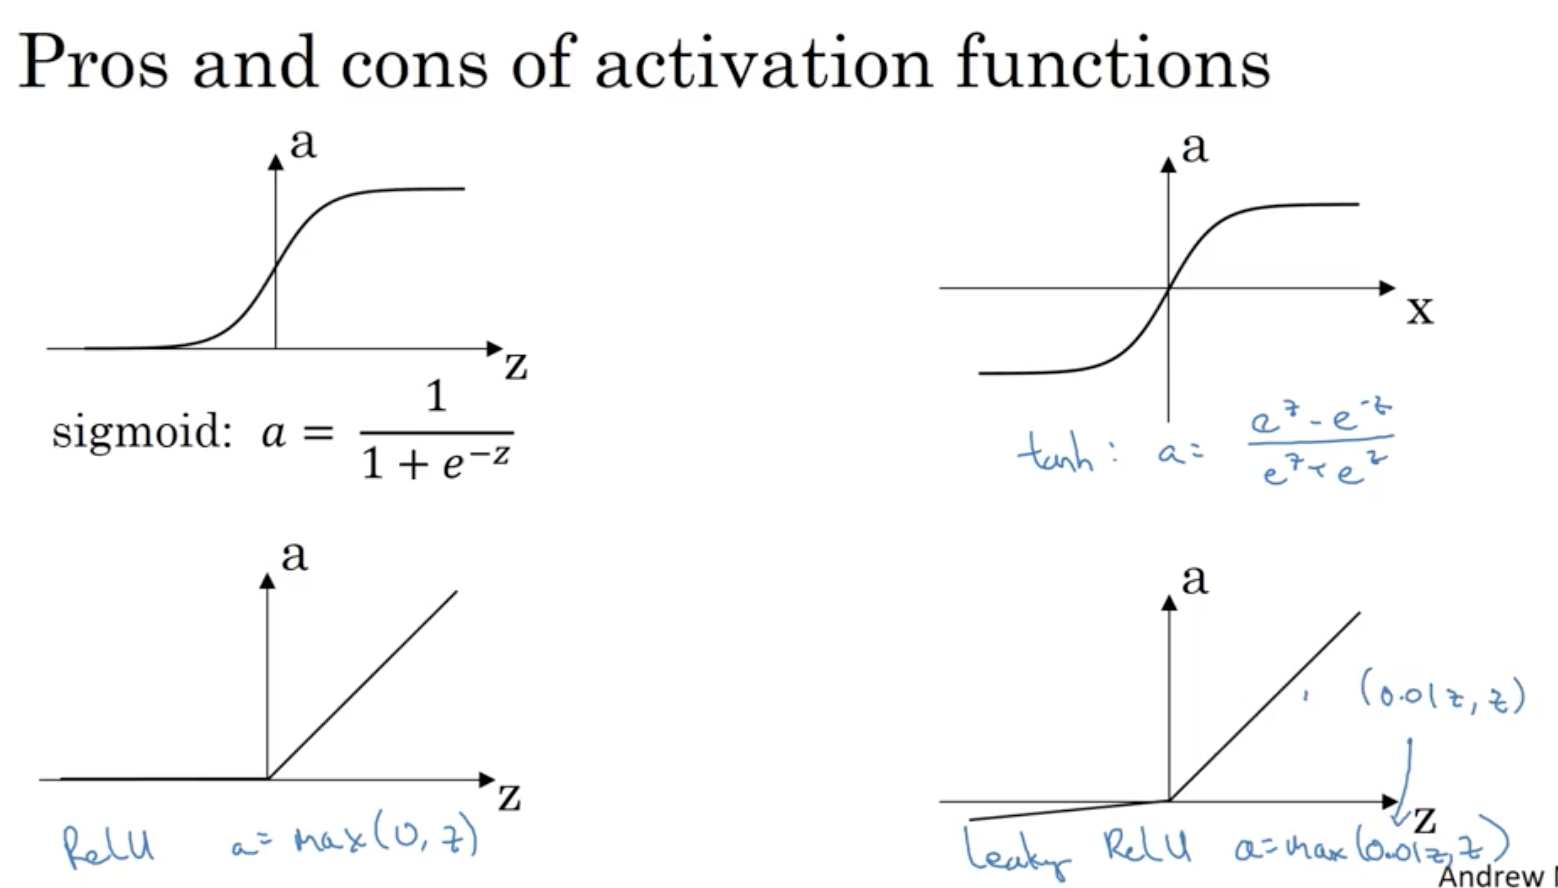 Pros and cons of activation functions
a
z
sigmoid: a = 1 / (1 + e^{-z})
a
x
tanh: a = (e^z - e^{-z}) / (e^z + e^z)
a
z
ReLU a = max(0, z)
a
(0.01z, z)
z
Leaky ReLU a = max(0.01z, z)
Andrew